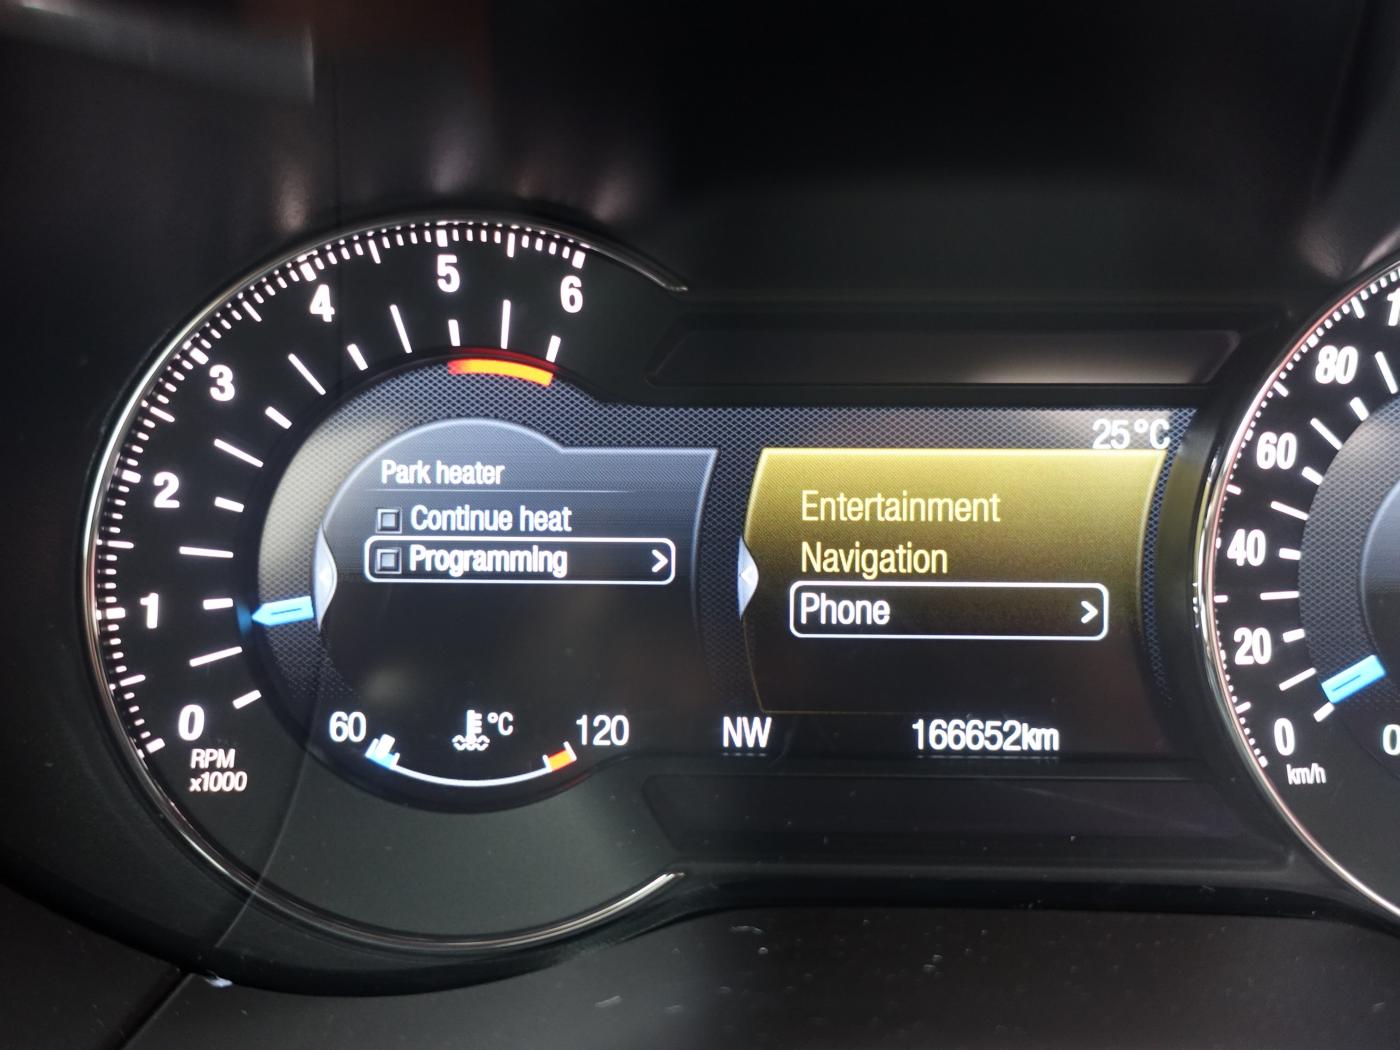 6
5
4
3
2
1
0
RPM
x1000
Park heater
Continue heat
Programming >
60
°C
120
25°C
Entertainment
Navigation
Phone >
NW
166652km
80
60
40
20
0
km/h